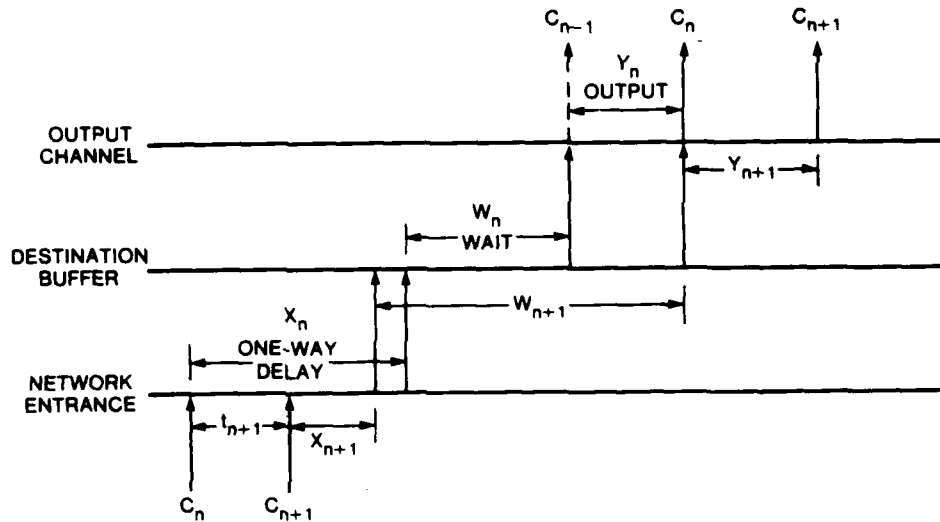 C_{n-1} C_n C_{n+1}
Y_n
OUTPUT
OUTPUT
CHANNEL
Y_{n+1}
W_n
WAIT
DESTINATION
BUFFER
W_{n+1}
X_n
ONE-WAY
DELAY
NETWORK
ENTRANCE
t_{n+1}
X_{n+1}
C_n C_{n+1}